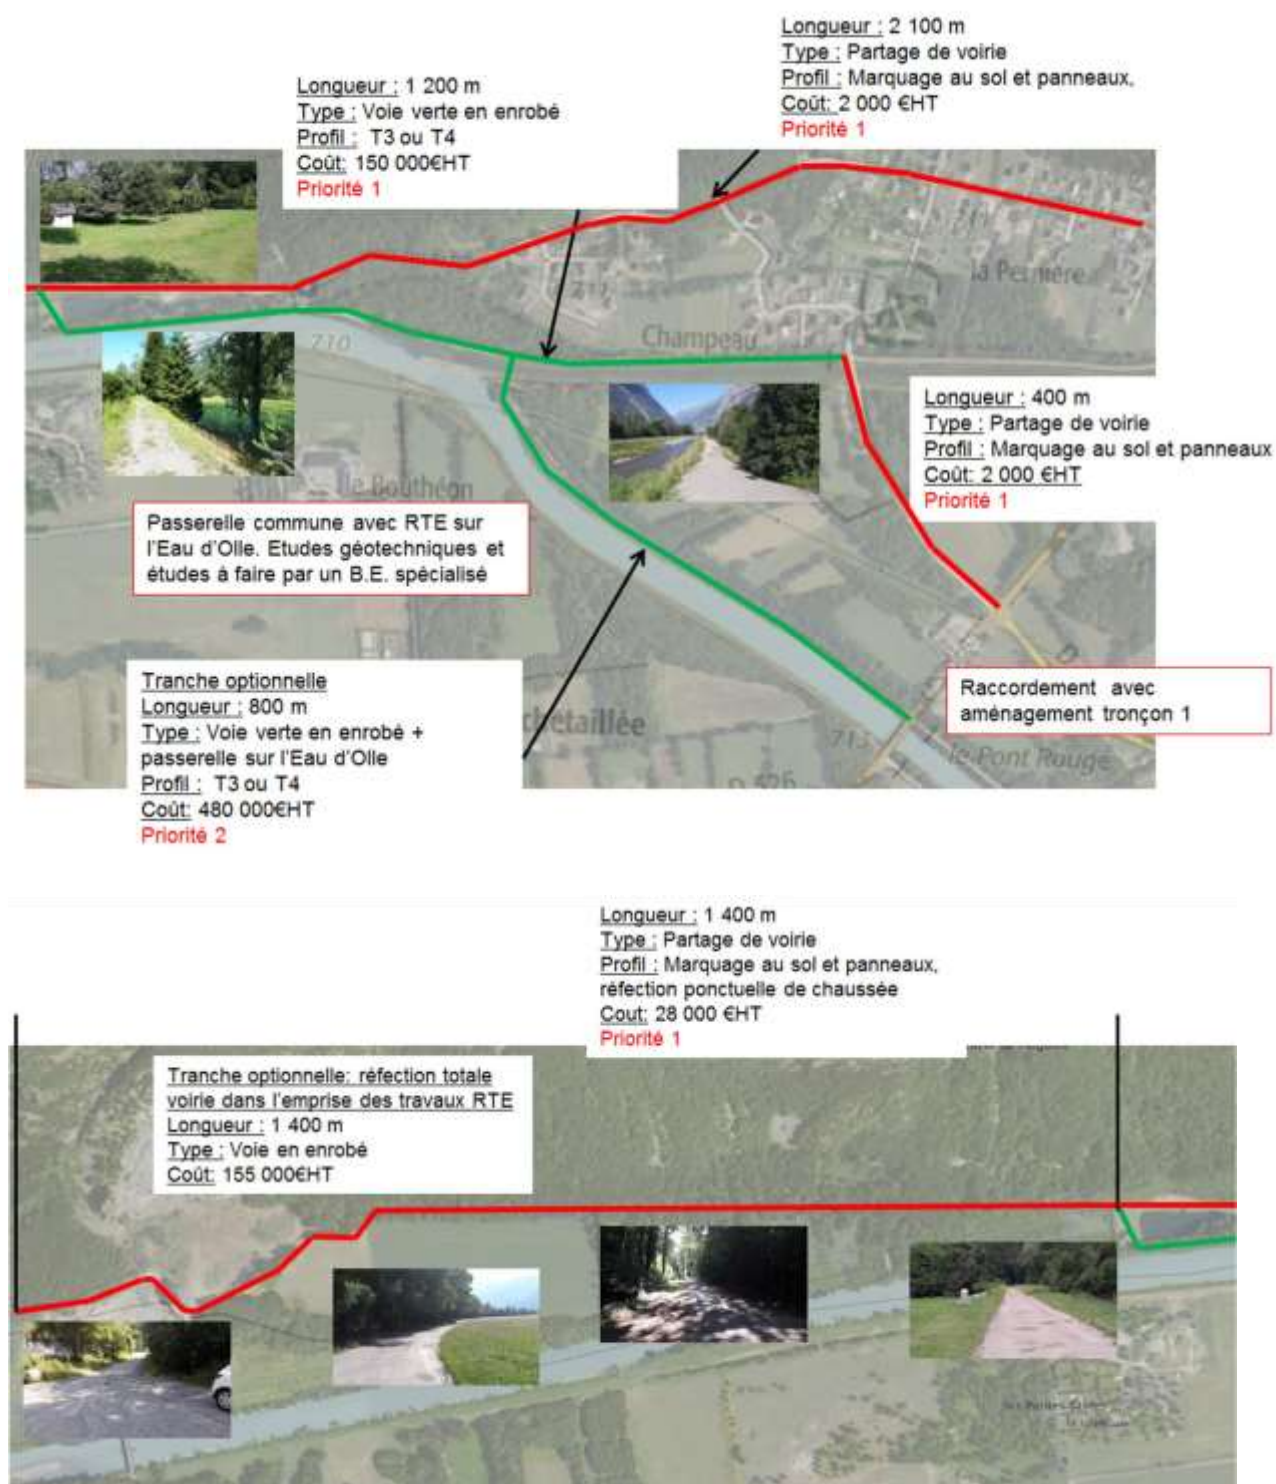 Longueur : 2 100 m
Type : Partage de voirie
Profil : Marquage au sol et panneaux,
Coût: 2 000 €HT
Priorité 1
Longueur : 1 200 m
Type : Voie verte en enrobé
Profil : T3 ou T4
Coût: 150 000€HT
Priorité 1
la Pernière
710
Champeau
Longueur : 400 m
Type : Partage de voirie
Profil : Marquage au sol et panneaux
Coût: 2 000 €HT
Priorité 1
le Bouthéon
Passerelle commune avec RTE sur
l'Eau d'Olle. Etudes géotechniques et
études à faire par un B.E. spécialisé
Tranche optionnelle
Longueur : 800 m
Type : Voie verte en enrobé +
passerelle sur l'Eau d'Olle
Profil : T3 ou T4
Coût: 480 000€HT
Priorité 2
chetaillée
Raccordement avec
aménagement tronçon 1
713
le Pont Rouge
D 526
Longueur : 1 400 m
Type : Partage de voirie
Profil : Marquage au sol et panneaux,
réfection ponctuelle de chaussée
Cout: 28 000 €HT
Priorité 1
Tranche optionnelle: réfection totale
voirie dans l'emprise des travaux RTE
Longueur : 1 400 m
Type : Voie en enrobé
Coût: 155 000€HT